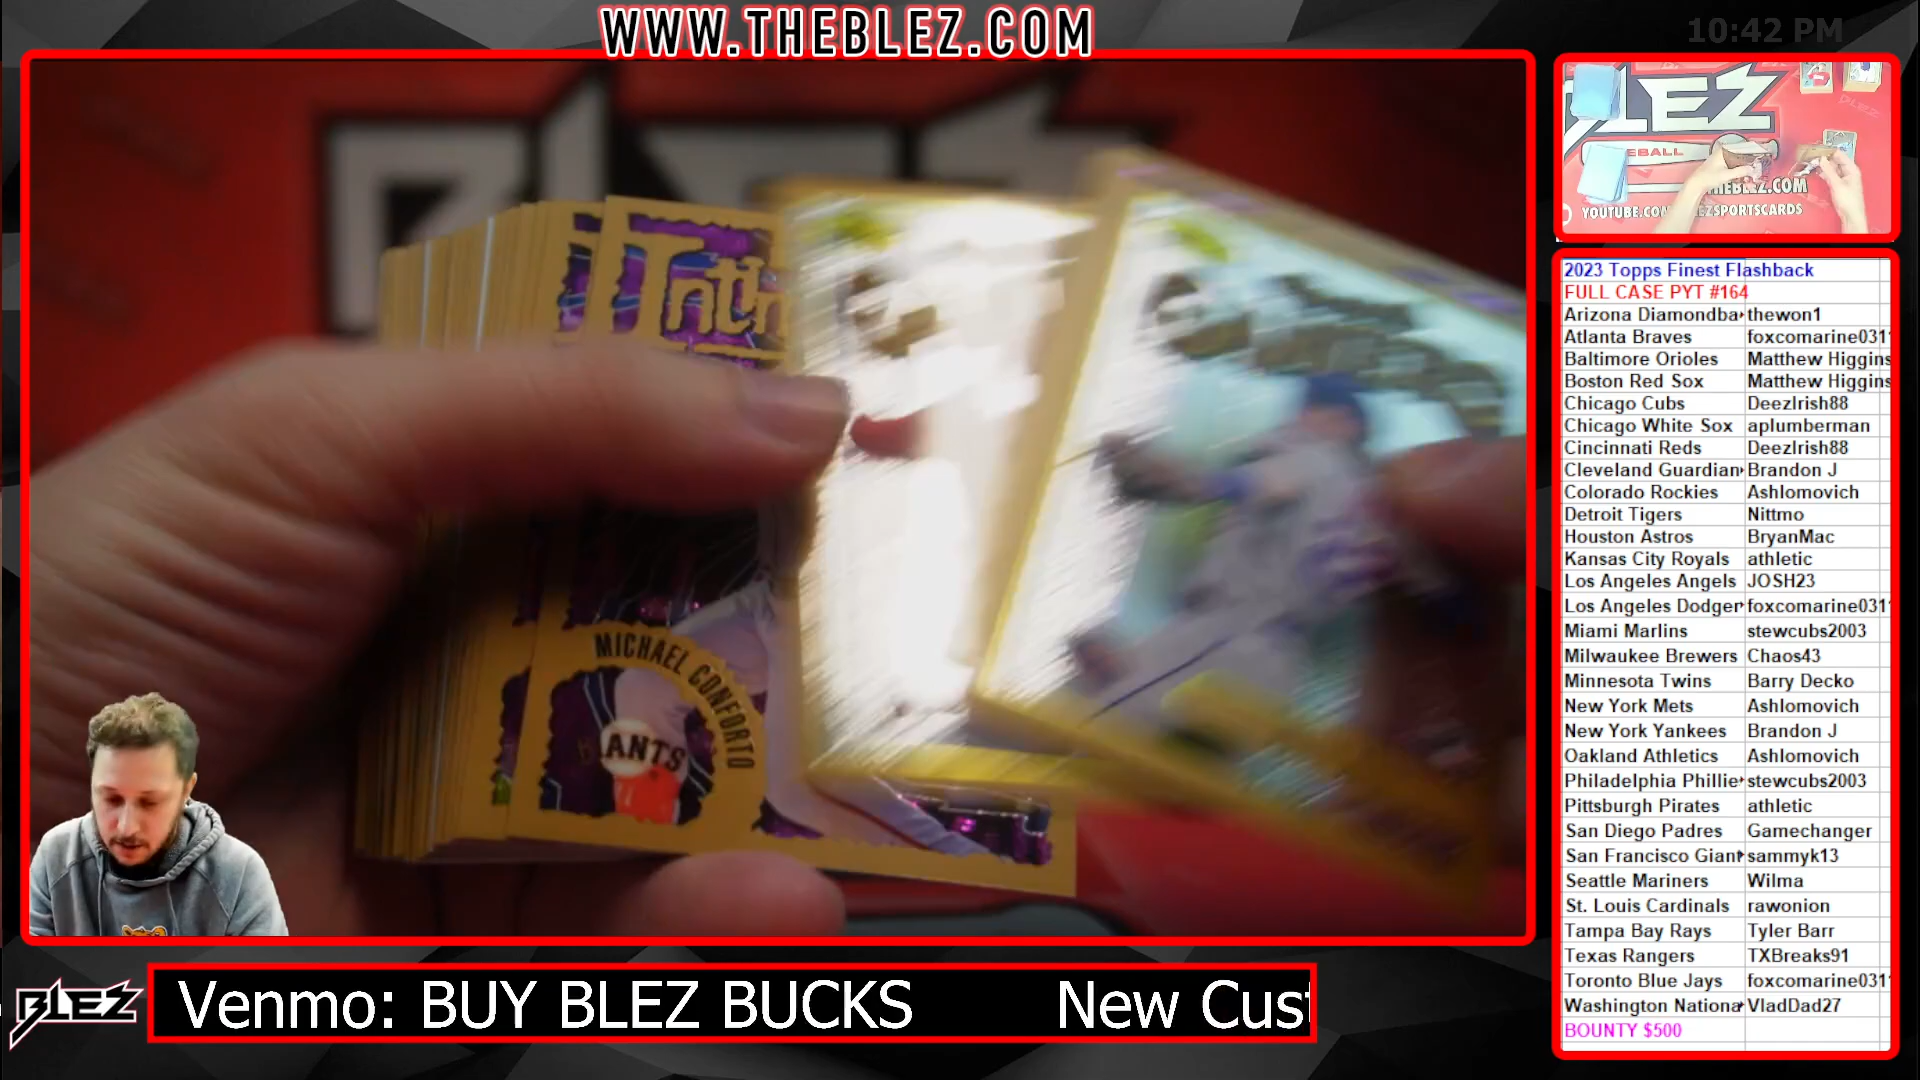 WWW.THEBLEZ.COM
10:42 PM
BLEZ
LEZ
EBALL
THEBLEZ.COM
MICHAEL CONFORTO
ANTS
2023 Topps Finest Flashback
FULL CASE PYT #164
Arizona Diamondba thewon1
Atlanta Braves foxcomarine031
Baltimore Orioles Matthew Higgins
Boston Red Sox Matthew Higgins
Chicago Cubs DeezIrish88
Chicago White Sox aplumberman
Cincinnati Reds DeezIrish88
Cleveland Guardian Brandon J
Colorado Rockies Ashlomovich
Detroit Tigers Nittmo
Houston Astros BryanMac
Kansas City Royals athletic
Los Angeles Angels JOSH23
Los Angeles Dodger foxcomarine031
Miami Marlins stewcubs2003
Milwaukee Brewers Chaos43
Minnesota Twins Barry Decko
New York Mets Ashlomovich
New York Yankees Brandon J
Oakland Athletics Ashlomovich
Philadelphia Phillie stewcubs2003
Pittsburgh Pirates athletic
San Diego Padres Gamechanger
San Francisco Giant sammyk13
Seattle Mariners Wilma
St. Louis Cardinals rawonion
Tampa Bay Rays Tyler Barr
Texas Rangers TXBreaks91
Toronto Blue Jays foxcomarine031
Washington Nationa VladDad27
BOUNTY $500
BLEZ
Venmo: BUY BLEZ BUCKS New Cust